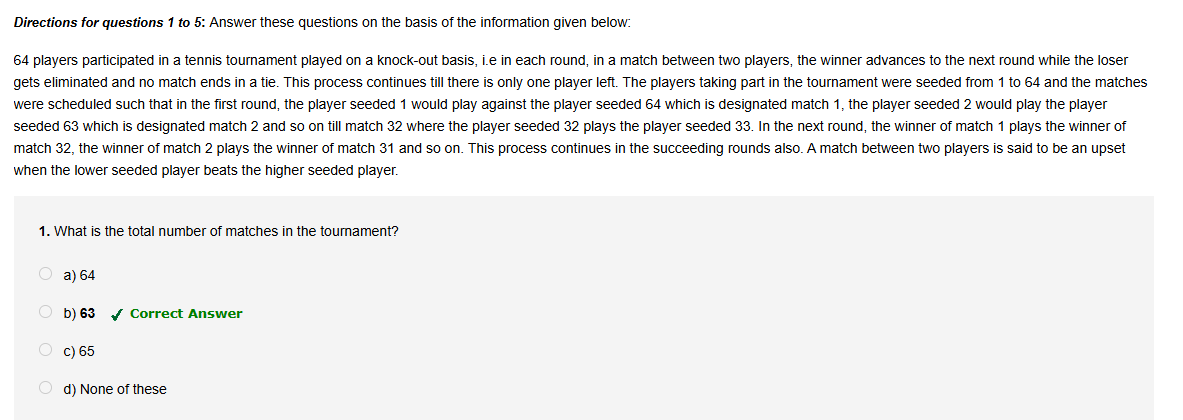 Directions for questions 1 to 5: Answer these questions on the basis of the information given below:
64 players participated in a tennis tournament played on a knock-out basis, i.e in each round, in a match between two players, the winner advances to the next round while the loser
gets eliminated and no match ends in a tie. This process continues till there is only one player left. The players taking part in the tournament were seeded from 1 to 64 and the matches
were scheduled such that in the first round, the player seeded 1 would play against the player seeded 64 which is designated match 1, the player seeded 2 would play the player
seeded 63 which is designated match 2 and so on till match 32 where the player seeded 32 plays the player seeded 33. In the next round, the winner of match 1 plays the winner of
match 32, the winner of match 2 plays the winner of match 31 and so on. This process continues in the succeeding rounds also. A match between two players is said to be an upset
when the lower seeded player beats the higher seeded player.
1. What is the total number of matches in the tournament?
a) 64
b) 63 ✓ Correct Answer
c) 65
d) None of these